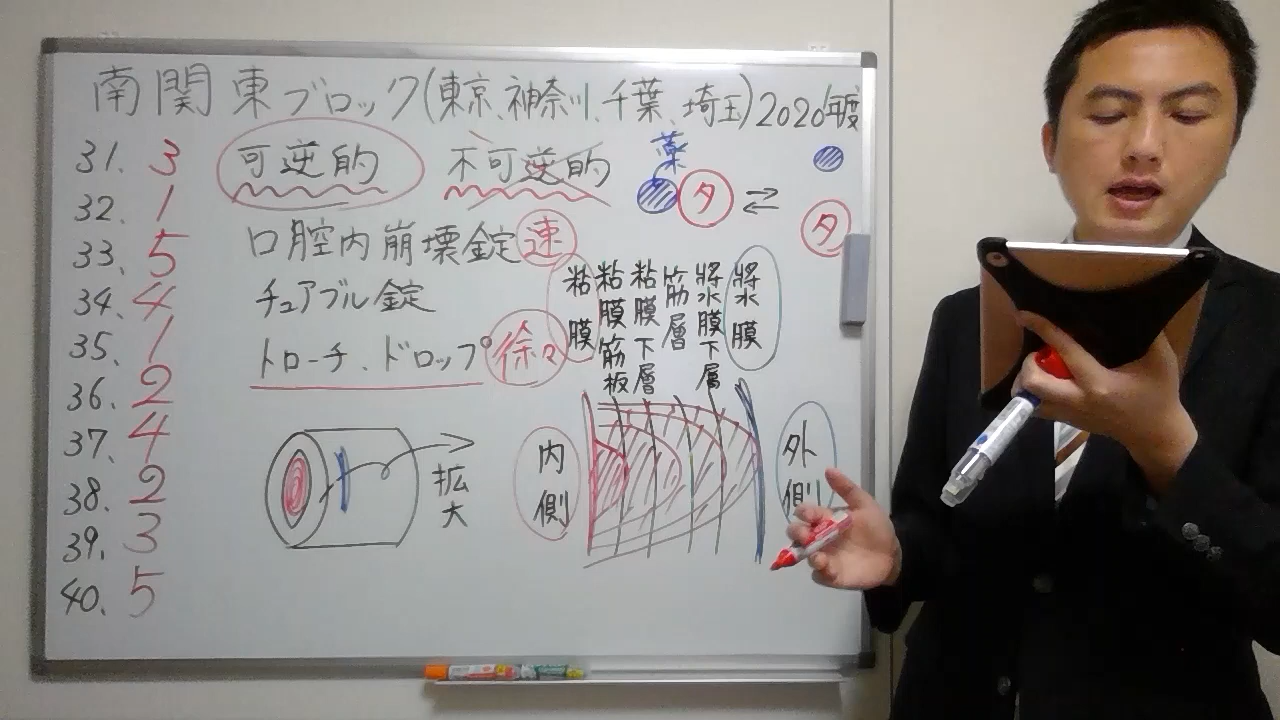 南関東ブロック(東京、神奈川、千葉、埼玉)2020年度
31. 3
32. 1
33. 5
34. 4
35. 1
36. 2
37. 4
38. 2
39. 3
40. 5
可逆的 不可逆的
薬
タ
タ
口腔内崩壊錠 速
チュアブル錠
トローチ、ドロップ 徐々
粘膜
粘膜筋板
粘膜下層
筋層
漿膜下層
漿膜
内側
外側
拡大